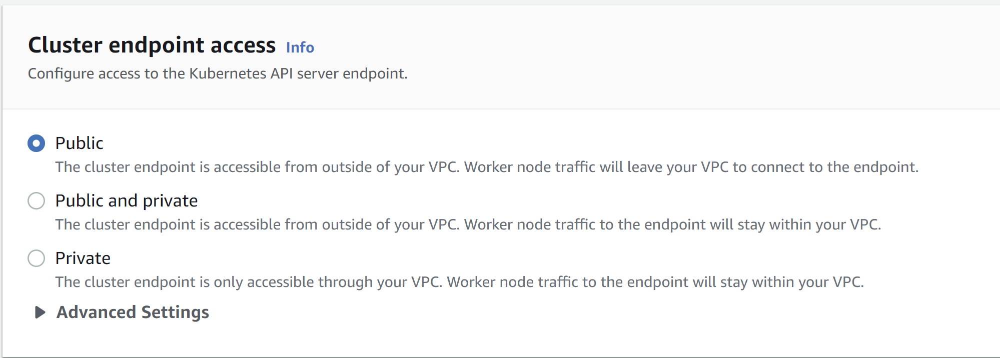 Cluster endpoint access Info
Configure access to the Kubernetes API server endpoint.
Public
The cluster endpoint is accessible from outside of your VPC. Worker node traffic will leave your VPC to connect to the endpoint.
Public and private
The cluster endpoint is accessible from outside of your VPC. Worker node traffic to the endpoint will stay within your VPC.
Private
The cluster endpoint is only accessible through your VPC. Worker node traffic to the endpoint will stay within your VPC.
Advanced Settings